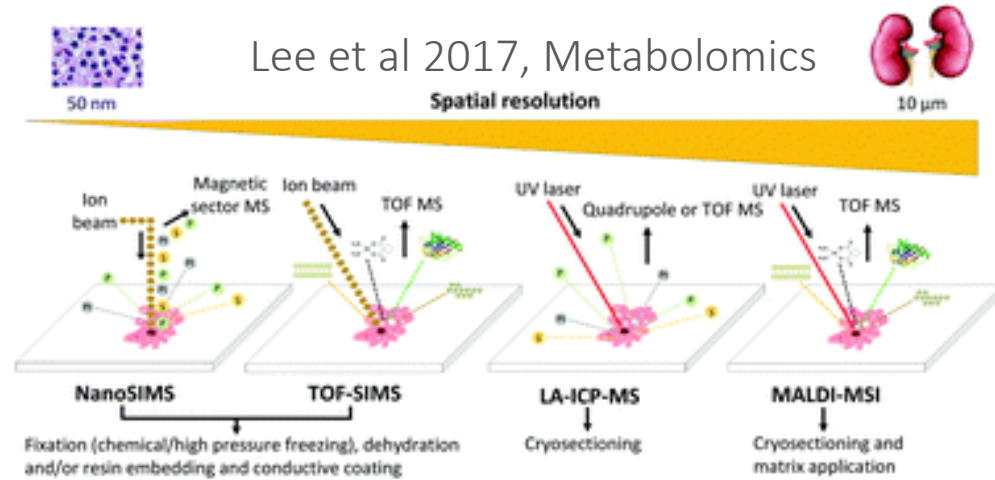 Lee et al 2017, Metabolomics
50 nm
Spatial resolution
10 μm
Ion
beam
Magnetic
sector MS
Ion beam
TOF MS
UV laser
Quadrupole or TOF MS
UV laser
TOF MS
NanoSIMS
TOF-SIMS
LA-ICP-MS
MALDI-MSI
Fixation (chemical/high pressure freezing), dehydration
and/or resin embedding and conductive coating
Cryosectioning
Cryosectioning and
matrix application